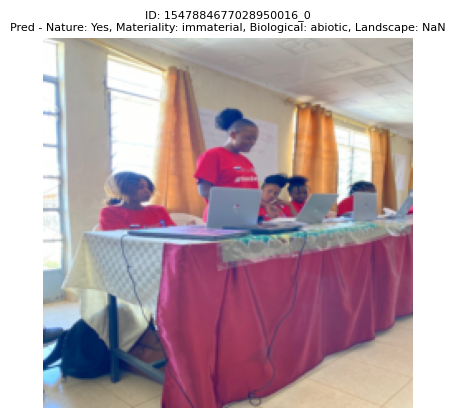 ID: 1547884677028950016_0
Pred - Nature: Yes, Materiality: immaterial, Biological: abiotic, Landscape: NaN